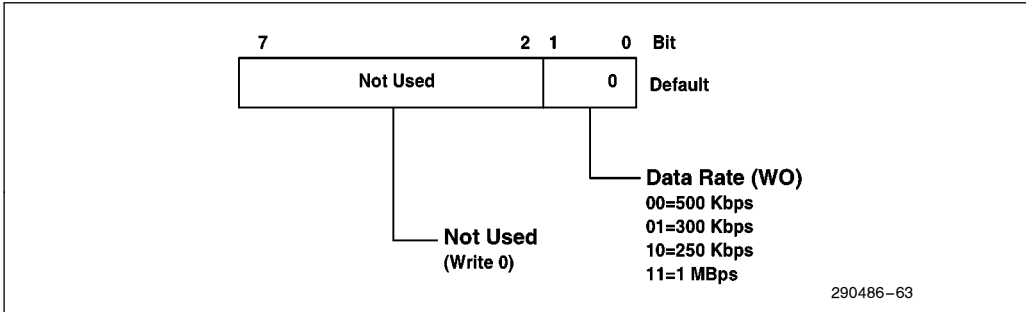 7 2 1 0 Bit
Not Used 0 Default
Data Rate (WO)
00=500 Kbps
01=300 Kbps
10=250 Kbps
11=1 MBps
Not Used
(Write 0)
290486–63